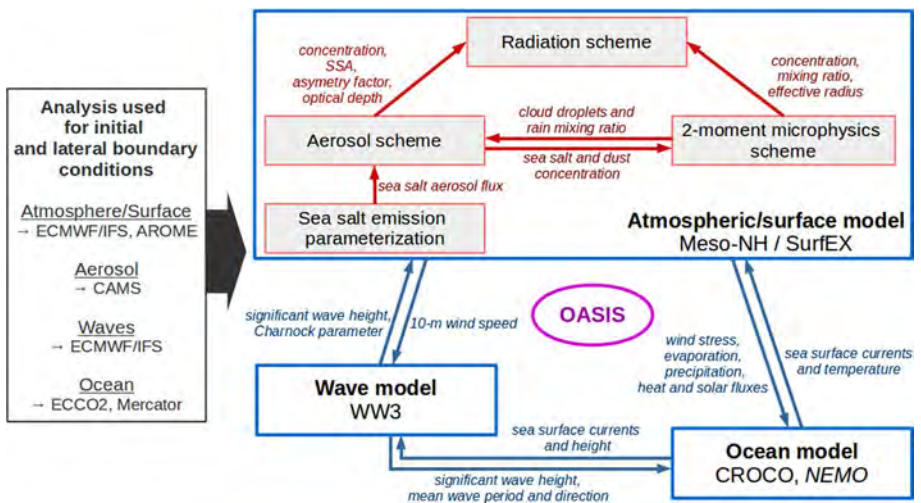 Analysis used
for initial
and lateral boundary
conditions
Atmosphere/Surface
→ ECMWF/IFS, AROME
Aerosol
→ CAMS
Waves
→ ECMWF/IFS
Ocean
→ ECCO2, Mercator
Radiation scheme
concentration,
SSA,
asymetry factor,
optical depth
concentration,
mixing ratio,
effective radius
Aerosol scheme
cloud droplets and
rain mixing ratio
sea salt and dust
concentration
2-moment microphysics
scheme
sea salt aerosol flux
Sea salt emission
parameterization
Atmospheric/surface model
Meso-NH / SurfEX
significant wave height,
Charnock parameter
10-m wind speed
OASIS
wind stress,
evaporation,
precipitation,
heat and solar fluxes
sea surface currents
and temperature
Wave model
WW3
sea surface currents
and height
significant wave height,
mean wave period and direction
Ocean model
CROCO, NEMO